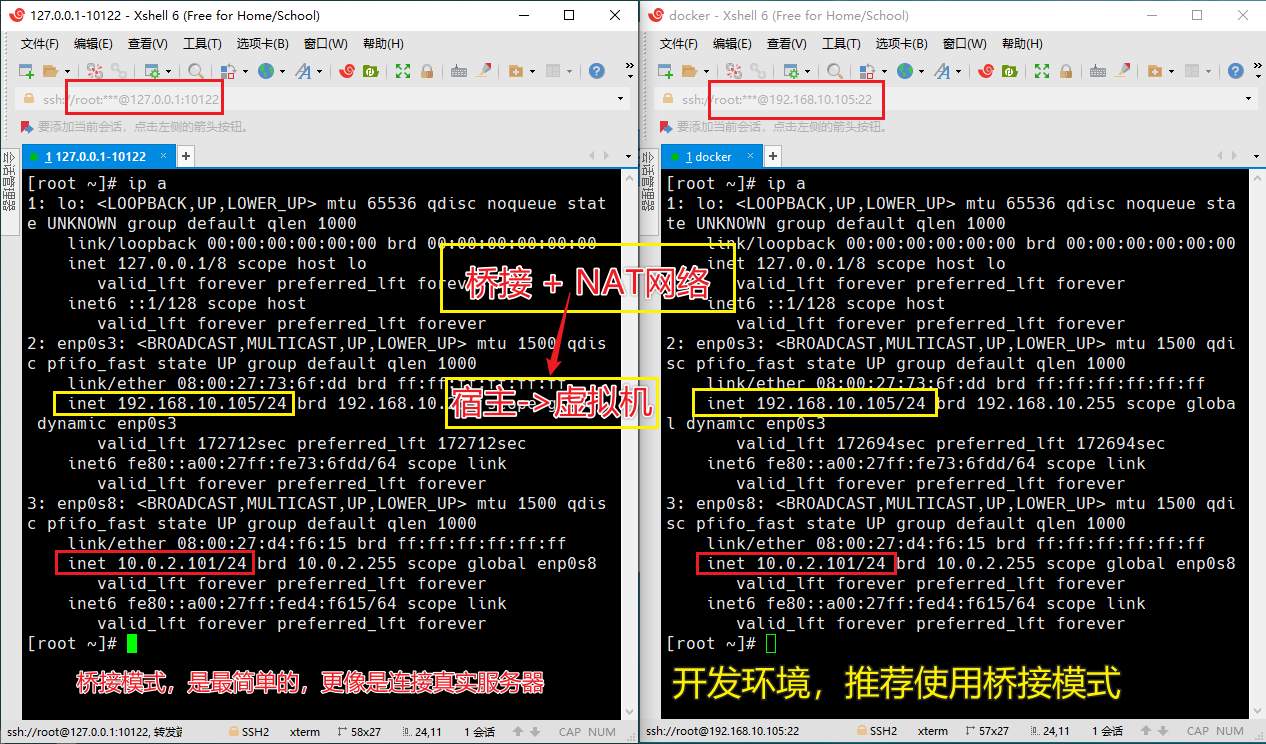 127.0.0.1-10122 - Xshell 6 (Free for Home/School)
文件(F) 编辑(E) 查看(V) 工具(T) 选项卡(B) 窗口(W) 帮助(H)
ssh://root:***@127.0.0.1:10122
要添加当前会话，点击左侧的箭头按钮。
会话管理器
1 127.0.0.1-10122
[root ~]# ip a
1: lo: <LOOPBACK,UP,LOWER_UP> mtu 65536 qdisc noqueue stat
e UNKNOWN group default qlen 1000
link/loopback 00:00:00:00:00:00 brd 00:00:00:00:00:00
inet 127.0.0.1/8 scope host lo
valid_lft forever preferred_lft forever
inet6 ::1/128 scope host
valid_lft forever preferred_lft forever
2: enp0s3: <BROADCAST,MULTICAST,UP,LOWER_UP> mtu 1500 qdis
c pfifo_fast state UP group default qlen 1000
link/ether 08:00:27:73:6f:dd brd ff:ff:ff:ff:ff:ff
inet 192.168.10.105/24 brd 192.168.10.
dynamic enp0s3
valid_lft 172712sec preferred_lft 172712sec
inet6 fe80::a00:27ff:fe73:6fdd/64 scope link
valid_lft forever preferred_lft forever
3: enp0s8: <BROADCAST,MULTICAST,UP,LOWER_UP> mtu 1500 qdis
c pfifo_fast state UP group default qlen 1000
link/ether 08:00:27:d4:f6:15 brd ff:ff:ff:ff:ff:ff
inet 10.0.2.101/24 brd 10.0.2.255 scope global enp0s8
valid_lft forever preferred_lft forever
inet6 fe80::a00:27ff:fed4:f615/64 scope link
valid_lft forever preferred_lft forever
[root ~]#
桥接模式，是最简单的，更像是连接真实服务器
ssh://root@127.0.0.1:10122, 转发 SSH2 xterm 58x27 24,11 1 会话 CAP NUM
桥接 + NAT网络
宿主->虚拟机
docker - Xshell 6 (Free for Home/School)
文件(F) 编辑(E) 查看(V) 工具(T) 选项卡(B) 窗口(W) 帮助(H)
ssh://root:***@192.168.10.105:22
要添加当前会话，点击左侧的箭头按钮。
会话管理器
1 docker
[root ~]# ip a
1: lo: <LOOPBACK,UP,LOWER_UP> mtu 65536 qdisc noqueue sta
te UNKNOWN group default qlen 1000
link/loopback 00:00:00:00:00:00 brd 00:00:00:00:00:00
inet 127.0.0.1/8 scope host lo
valid_lft forever preferred_lft forever
inet6 ::1/128 scope host
valid_lft forever preferred_lft forever
2: enp0s3: <BROADCAST,MULTICAST,UP,LOWER_UP> mtu 1500 qdi
sc pfifo_fast state UP group default qlen 1000
link/ether 08:00:27:73:6f:dd brd ff:ff:ff:ff:ff:ff
inet 192.168.10.105/24 brd 192.168.10.255 scope globa
l dynamic enp0s3
valid_lft 172694sec preferred_lft 172694sec
inet6 fe80::a00:27ff:fe73:6fdd/64 scope link
valid_lft forever preferred_lft forever
3: enp0s8: <BROADCAST,MULTICAST,UP,LOWER_UP> mtu 1500 qdi
sc pfifo_fast state UP group default qlen 1000
link/ether 08:00:27:d4:f6:15 brd ff:ff:ff:ff:ff:ff
inet 10.0.2.101/24 brd 10.0.2.255 scope global enp0s8
valid_lft forever preferred_lft forever
inet6 fe80::a00:27ff:fed4:f615/64 scope link
valid_lft forever preferred_lft forever
[root ~]#
开发环境，推荐使用桥接模式
ssh://root@192.168.10.105:22 SSH2 xterm 57x27 24,11 1 会话 CAP NUM